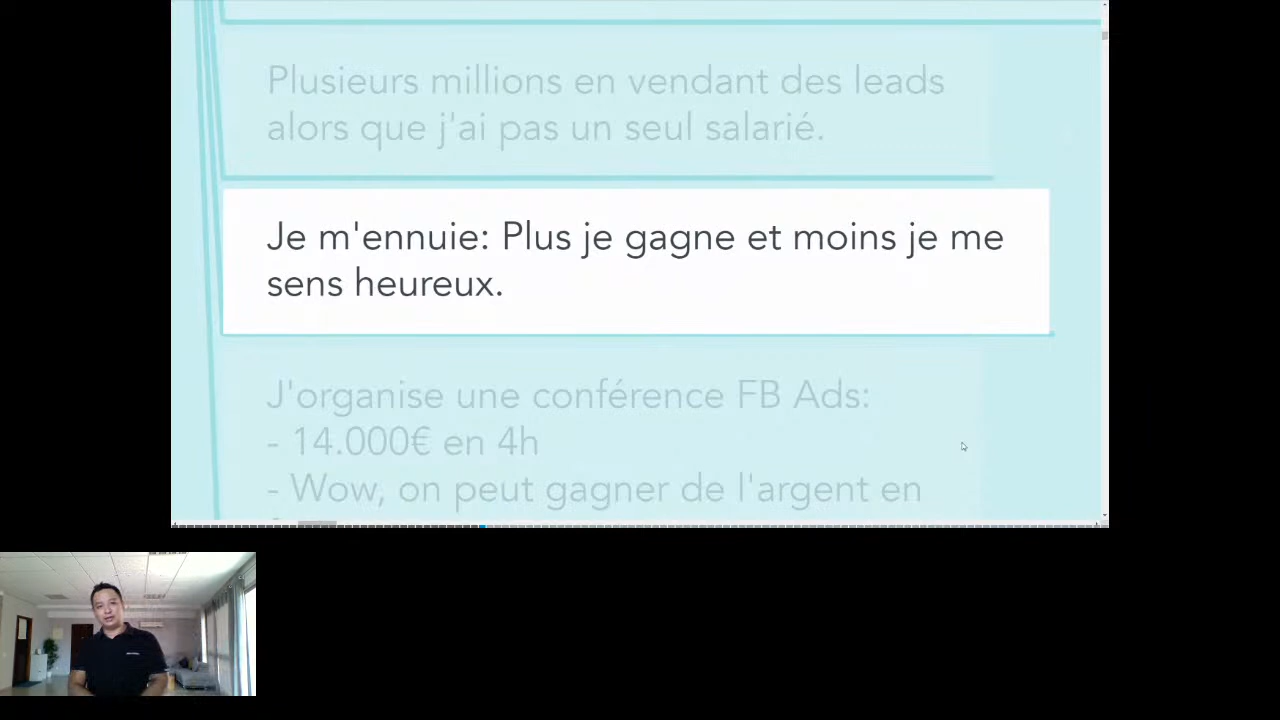 Plusieurs millions en vendant des leads
alors que j'ai pas un seul salarié.
Je m'ennuie: Plus je gagne et moins je me
sens heureux.
J'organise une conférence FB Ads:
- 14.000€ en 4h
- Wow, on peut gagner de l'argent en